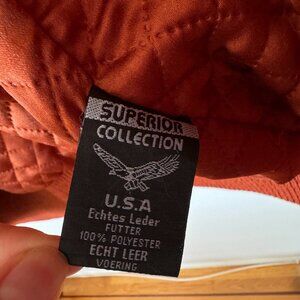 SUPERIOR
COLLECTION
U.S.A
Echtes Leder
FUTTER
100% POLYESTER
ECHT LEER
VOERING